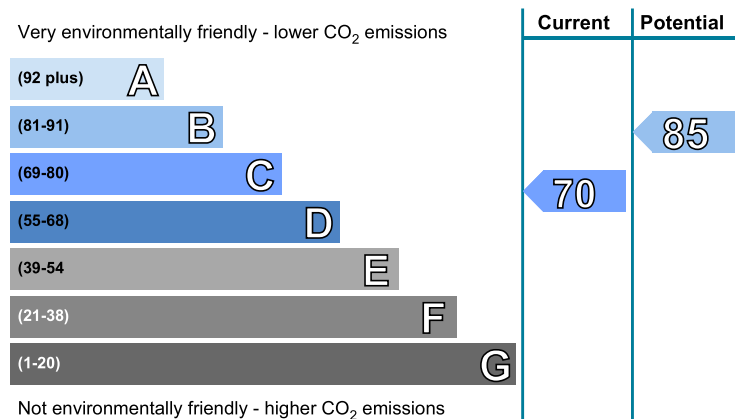 Very environmentally friendly - lower CO2 emissions
Current
Potential
(92 plus) A
(81-91) B
85
(69-80) C
70
(55-68) D
(39-54 E
(21-38) F
(1-20) G
Not environmentally friendly - higher CO2 emissions